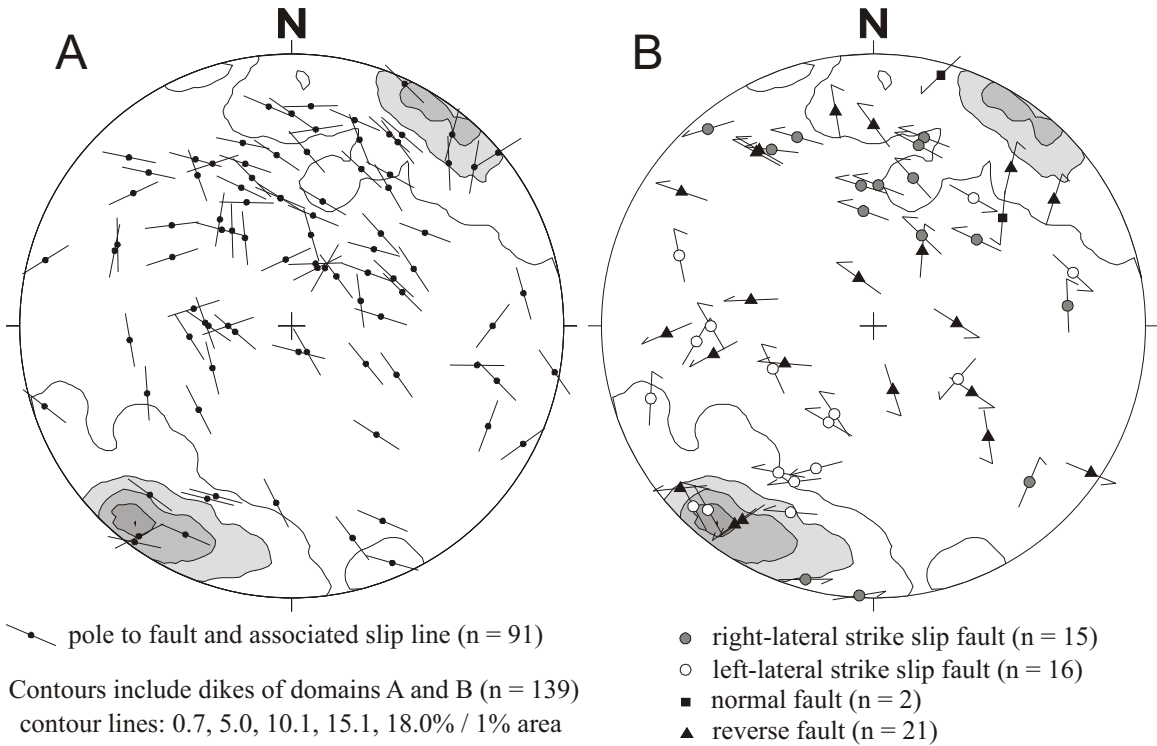 N
N
A
B
pole to fault and associated slip line (n = 91)
Contours include dikes of domains A and B (n = 139)
contour lines: 0.7, 5.0, 10.1, 15.1, 18.0% / 1% area
right-lateral strike slip fault (n = 15)
left-lateral strike slip fault (n = 16)
normal fault (n = 2)
reverse fault (n = 21)